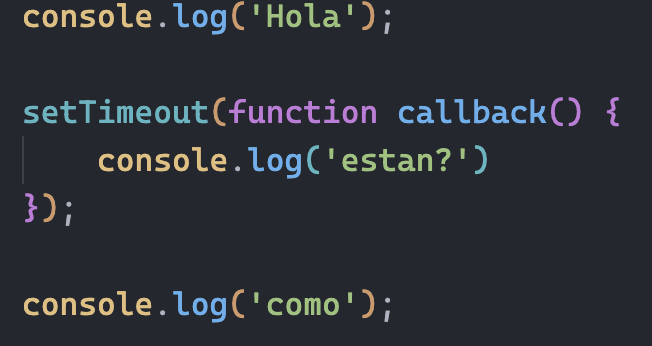 console.log('Hola');
setTimeout(function callback() {
    console.log('estan?')
});
console.log('como');